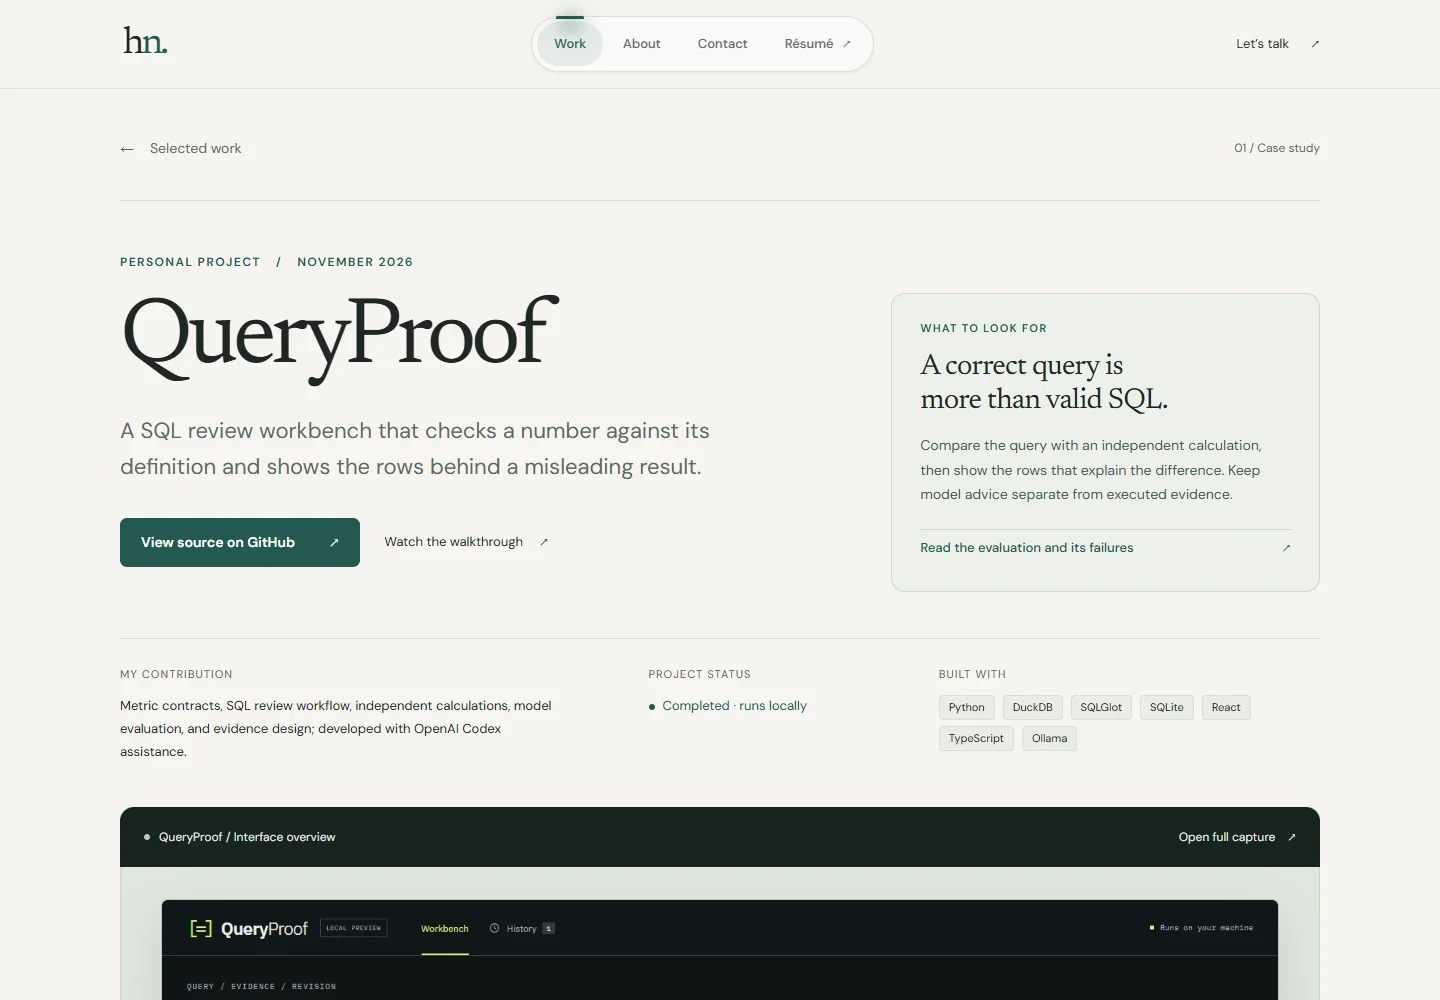 hn.
Work
About
Contact
Résumé ↗
Let's talk ↗
← Selected work
01 / Case study
PERSONAL PROJECT / NOVEMBER 2026
QueryProof
A SQL review workbench that checks a number against its
definition and shows the rows behind a misleading result.
View source on GitHub ↗
Watch the walkthrough ↗
WHAT TO LOOK FOR
A correct query is
more than valid SQL.
Compare the query with an independent calculation,
then show the rows that explain the difference. Keep
model advice separate from executed evidence.
Read the evaluation and its failures ↗
MY CONTRIBUTION
Metric contracts, SQL review workflow, independent calculations, model
evaluation, and evidence design; developed with OpenAI Codex
assistance.
PROJECT STATUS
Completed · runs locally
BUILT WITH
Python
DuckDB
SQLGlot
SQLite
React
TypeScript
Ollama
QueryProof / Interface overview
Open full capture ↗
[=] QueryProof
LOCAL PREVIEW
Workbench
History 1
Runs on your machine
QUERY / EVIDENCE / REVISION